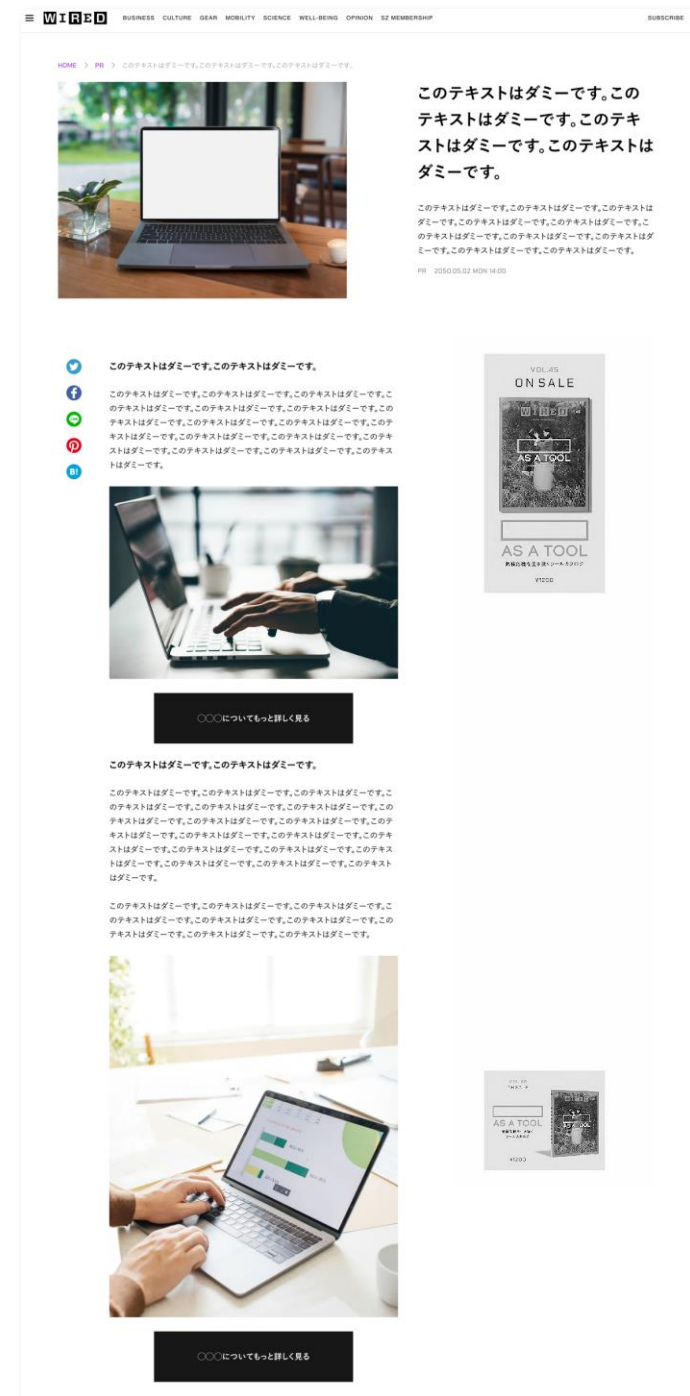 WIRED
BUSINESS CULTURE GEAR MOBILITY SCIENCE WELL-BEING OPINION SZ MEMBERSHIP
SUBSCRIBE
HOME > PR > このテキストはダミーです。このテキストはダミーです。このテキストはダミーです。
このテキストはダミーです。この
テキストはダミーです。このテキ
ストはダミーです。このテキストは
ダミーです。
このテキストはダミーです。このテキストはダミーです。このテキストは
ダミーです。このテキストはダミーです。このテキストはダミーです。こ
のテキストはダミーです。このテキストはダミーです。このテキストはダ
ミーです。このテキストはダミーです。このテキストはダミーです。
PR 2050.05.02 MON 14:00
このテキストはダミーです。このテキストはダミーです。
このテキストはダミーです。このテキストはダミーです。このテキストはダミーです。こ
のテキストはダミーです。このテキストはダミーです。このテキストはダミーです。この
テキストはダミーです。このテキストはダミーです。このテキストはダミーです。このテ
キストはダミーです。このテキストはダミーです。このテキストはダミーです。このテキ
ストはダミーです。このテキストはダミーです。このテキストはダミーです。このテキス
トはダミーです。
LINE
B!
VOL.45
ON SALE
WIRED
AS A TOOL
AS A TOOL
○○○についてもっと詳しく見る
このテキストはダミーです。このテキストはダミーです。
このテキストはダミーです。このテキストはダミーです。このテキストはダミーです。こ
のテキストはダミーです。このテキストはダミーです。このテキストはダミーです。この
テキストはダミーです。このテキストはダミーです。このテキストはダミーです。このテ
キストはダミーです。このテキストはダミーです。このテキストはダミーです。このテキ
ストはダミーです。このテキストはダミーです。このテキストはダミーです。このテキス
トはダミーです。このテキストはダミーです。このテキストはダミーです。このテキスト
はダミーです。
このテキストはダミーです。このテキストはダミーです。このテキストはダミーです。こ
のテキストはダミーです。このテキストはダミーです。このテキストはダミーです。この
テキストはダミーです。このテキストはダミーです。このテキストはダミーです。
AS A TOOL
○○○についてもっと詳しく見る